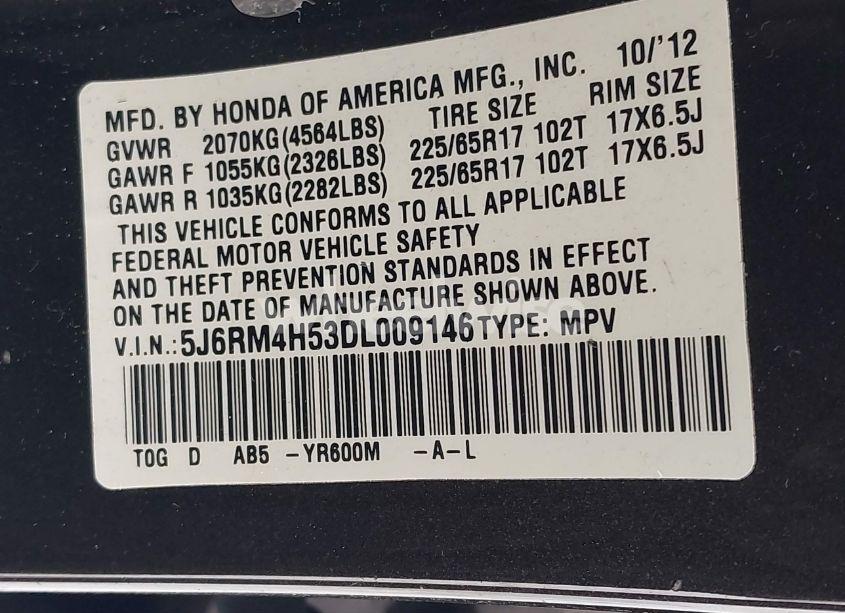 MFD. BY HONDA OF AMERICA MFG., INC. 10/'12
GVWR 2070KG(4564LBS) TIRE SIZE RIM SIZE
GAWR F 1055KG(2326LBS) 225/65R17 102T 17X6.5J
GAWR R 1035KG(2282LBS) 225/65R17 102T 17X6.5J
THIS VEHICLE CONFORMS TO ALL APPLICABLE
FEDERAL MOTOR VEHICLE SAFETY
AND THEFT PREVENTION STANDARDS IN EFFECT
ON THE DATE OF MANUFACTURE SHOWN ABOVE.
V.I.N.:5J6RM4H53DL009146 TYPE: MPV
TOG D AB5 -YR600M -A-L